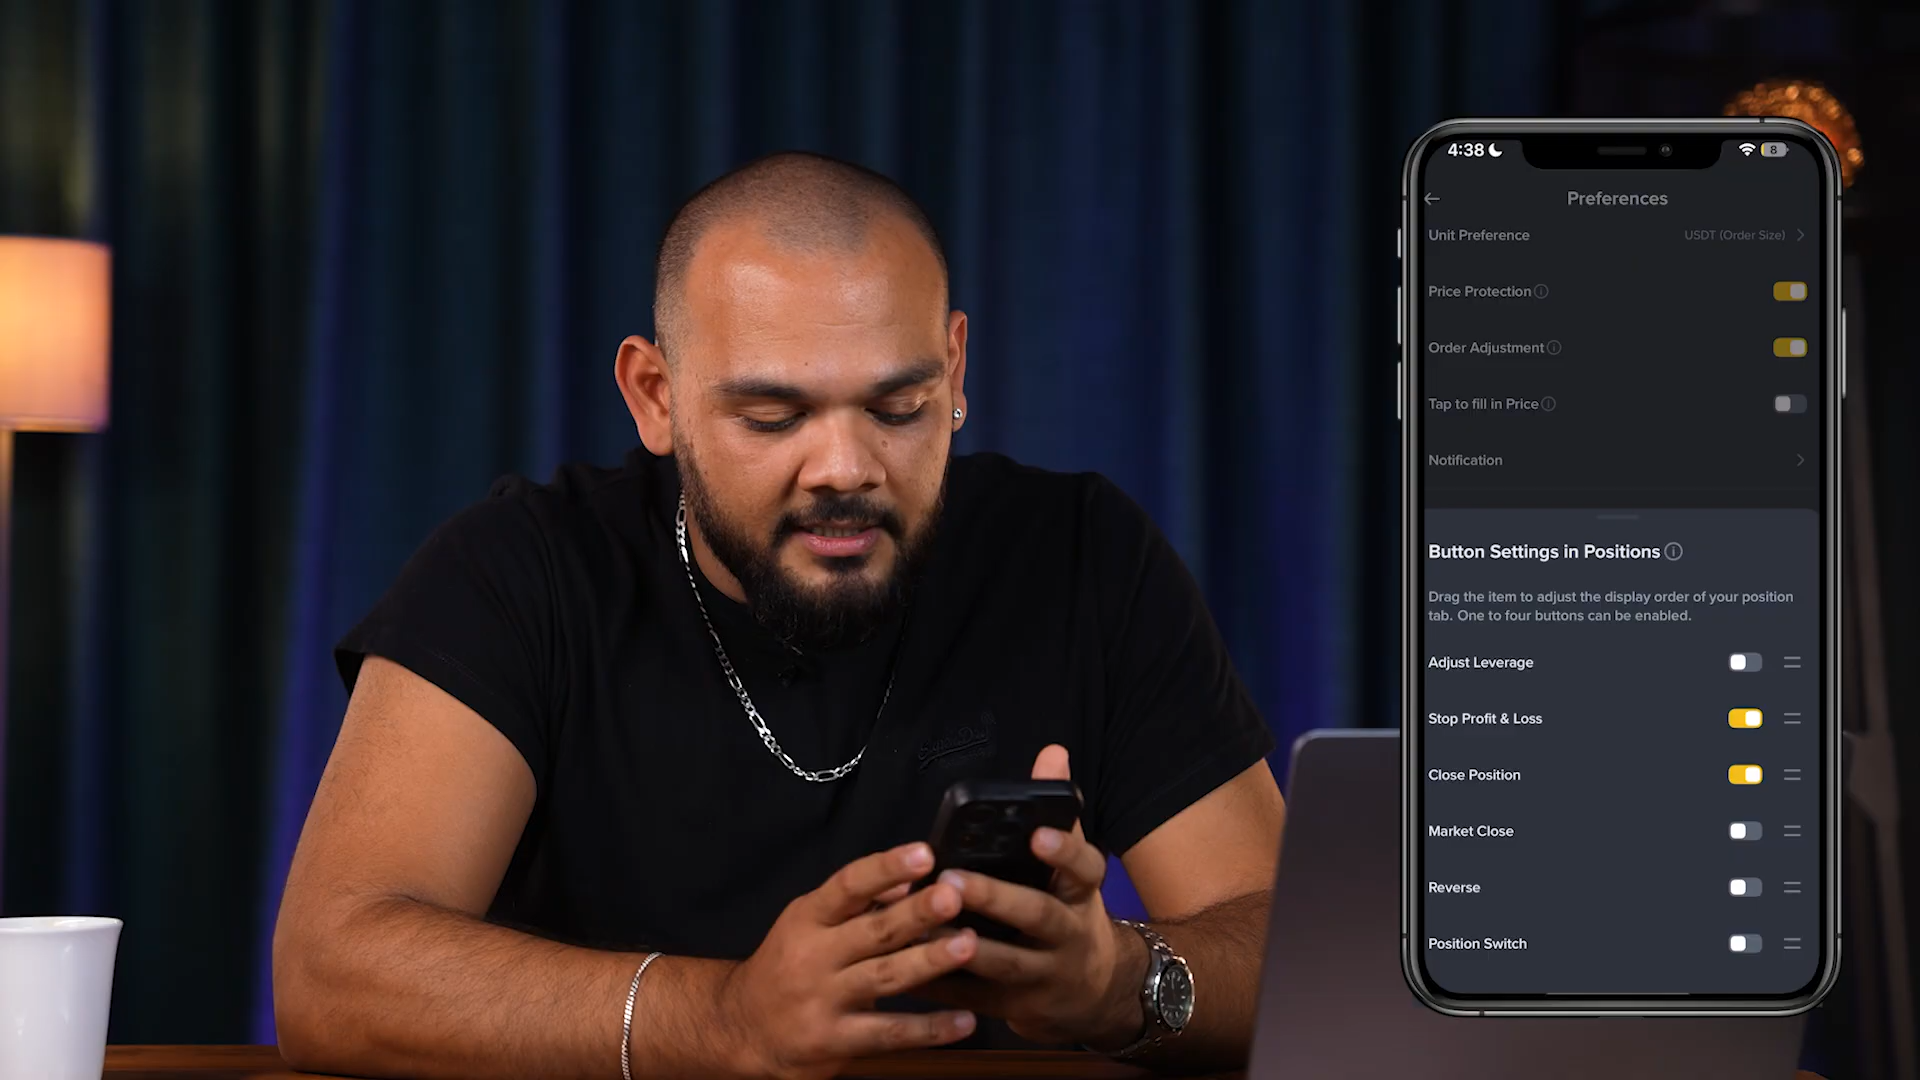 4:38
8
Preferences
Unit Preference USDT (Order Size)
Price Protection
Order Adjustment
Tap to fill in Price
Notification
Button Settings in Positions
Drag the item to adjust the display order of your position
tab. One to four buttons can be enabled.
Adjust Leverage
Stop Profit & Loss
Close Position
Market Close
Reverse
Position Switch